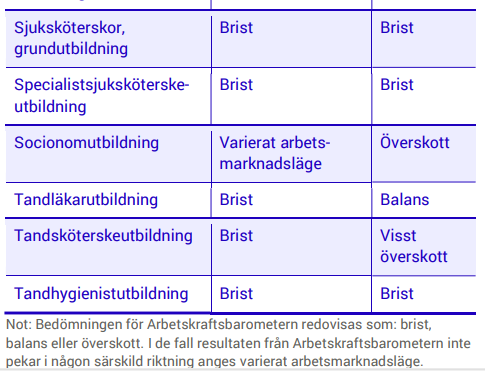 Sjuksköterskor, grundutbildning Brist Brist
Specialistsjuksköterske-utbildning Brist Brist
Socionomutbildning Varierat arbets-marknadsläge Överskott
Tandläkarutbildning Brist Balans
Tandsköterskeutbildning Brist Visst överskott
Tandhygienistutbildning Brist Brist
Not: Bedömningen för Arbetskraftsbarometern redovisas som: brist,
balans eller överskott. I de fall resultaten från Arbetskraftsbarometern inte
pekar i någon särskild riktning anges varierat arbetsmarknadsläge.